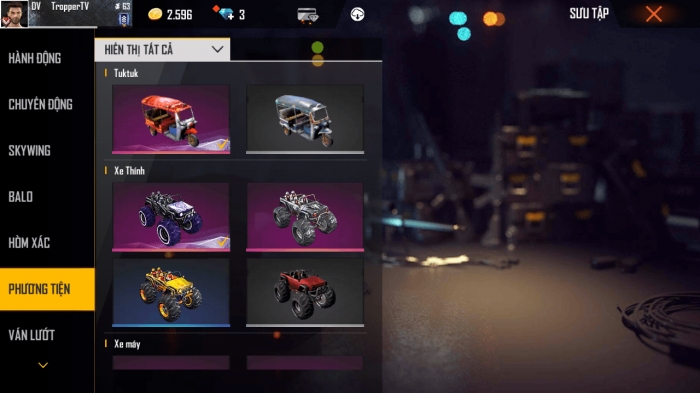 DV TropperTV
# 63
2.596
3
SƯU TẬP
HÀNH ĐỘNG
CHUYỂN ĐỘNG
SKYWING
BALO
HÒM XÁC
PHƯƠNG TIỆN
VÁN LƯỚT
HIỂN THỊ TẤT CẢ
Tuktuk
Xe Thính
Xe máy